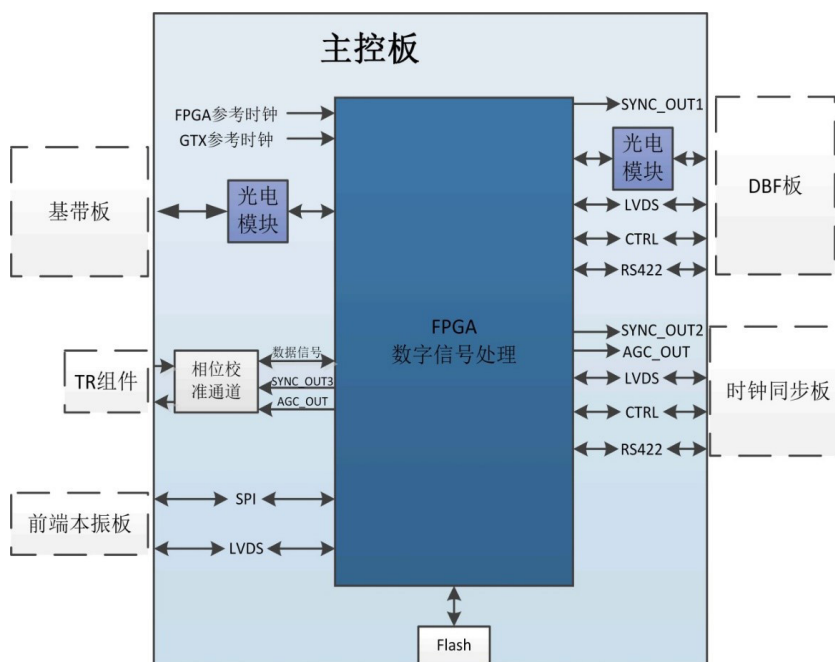 主控板
FPGA参考时钟
GTX参考时钟
基带板
光电
模块
TR组件
相位校
准通道
数据信号
SYNC_OUT3
AGC_OUT
前端本振板
SPI
LVDS
FPGA
数字信号处理
Flash
SYNC_OUT1
光电
模块
LVDS
CTRL
RS422
DBF板
SYNC_OUT2
AGC_OUT
LVDS
CTRL
RS422
时钟同步板